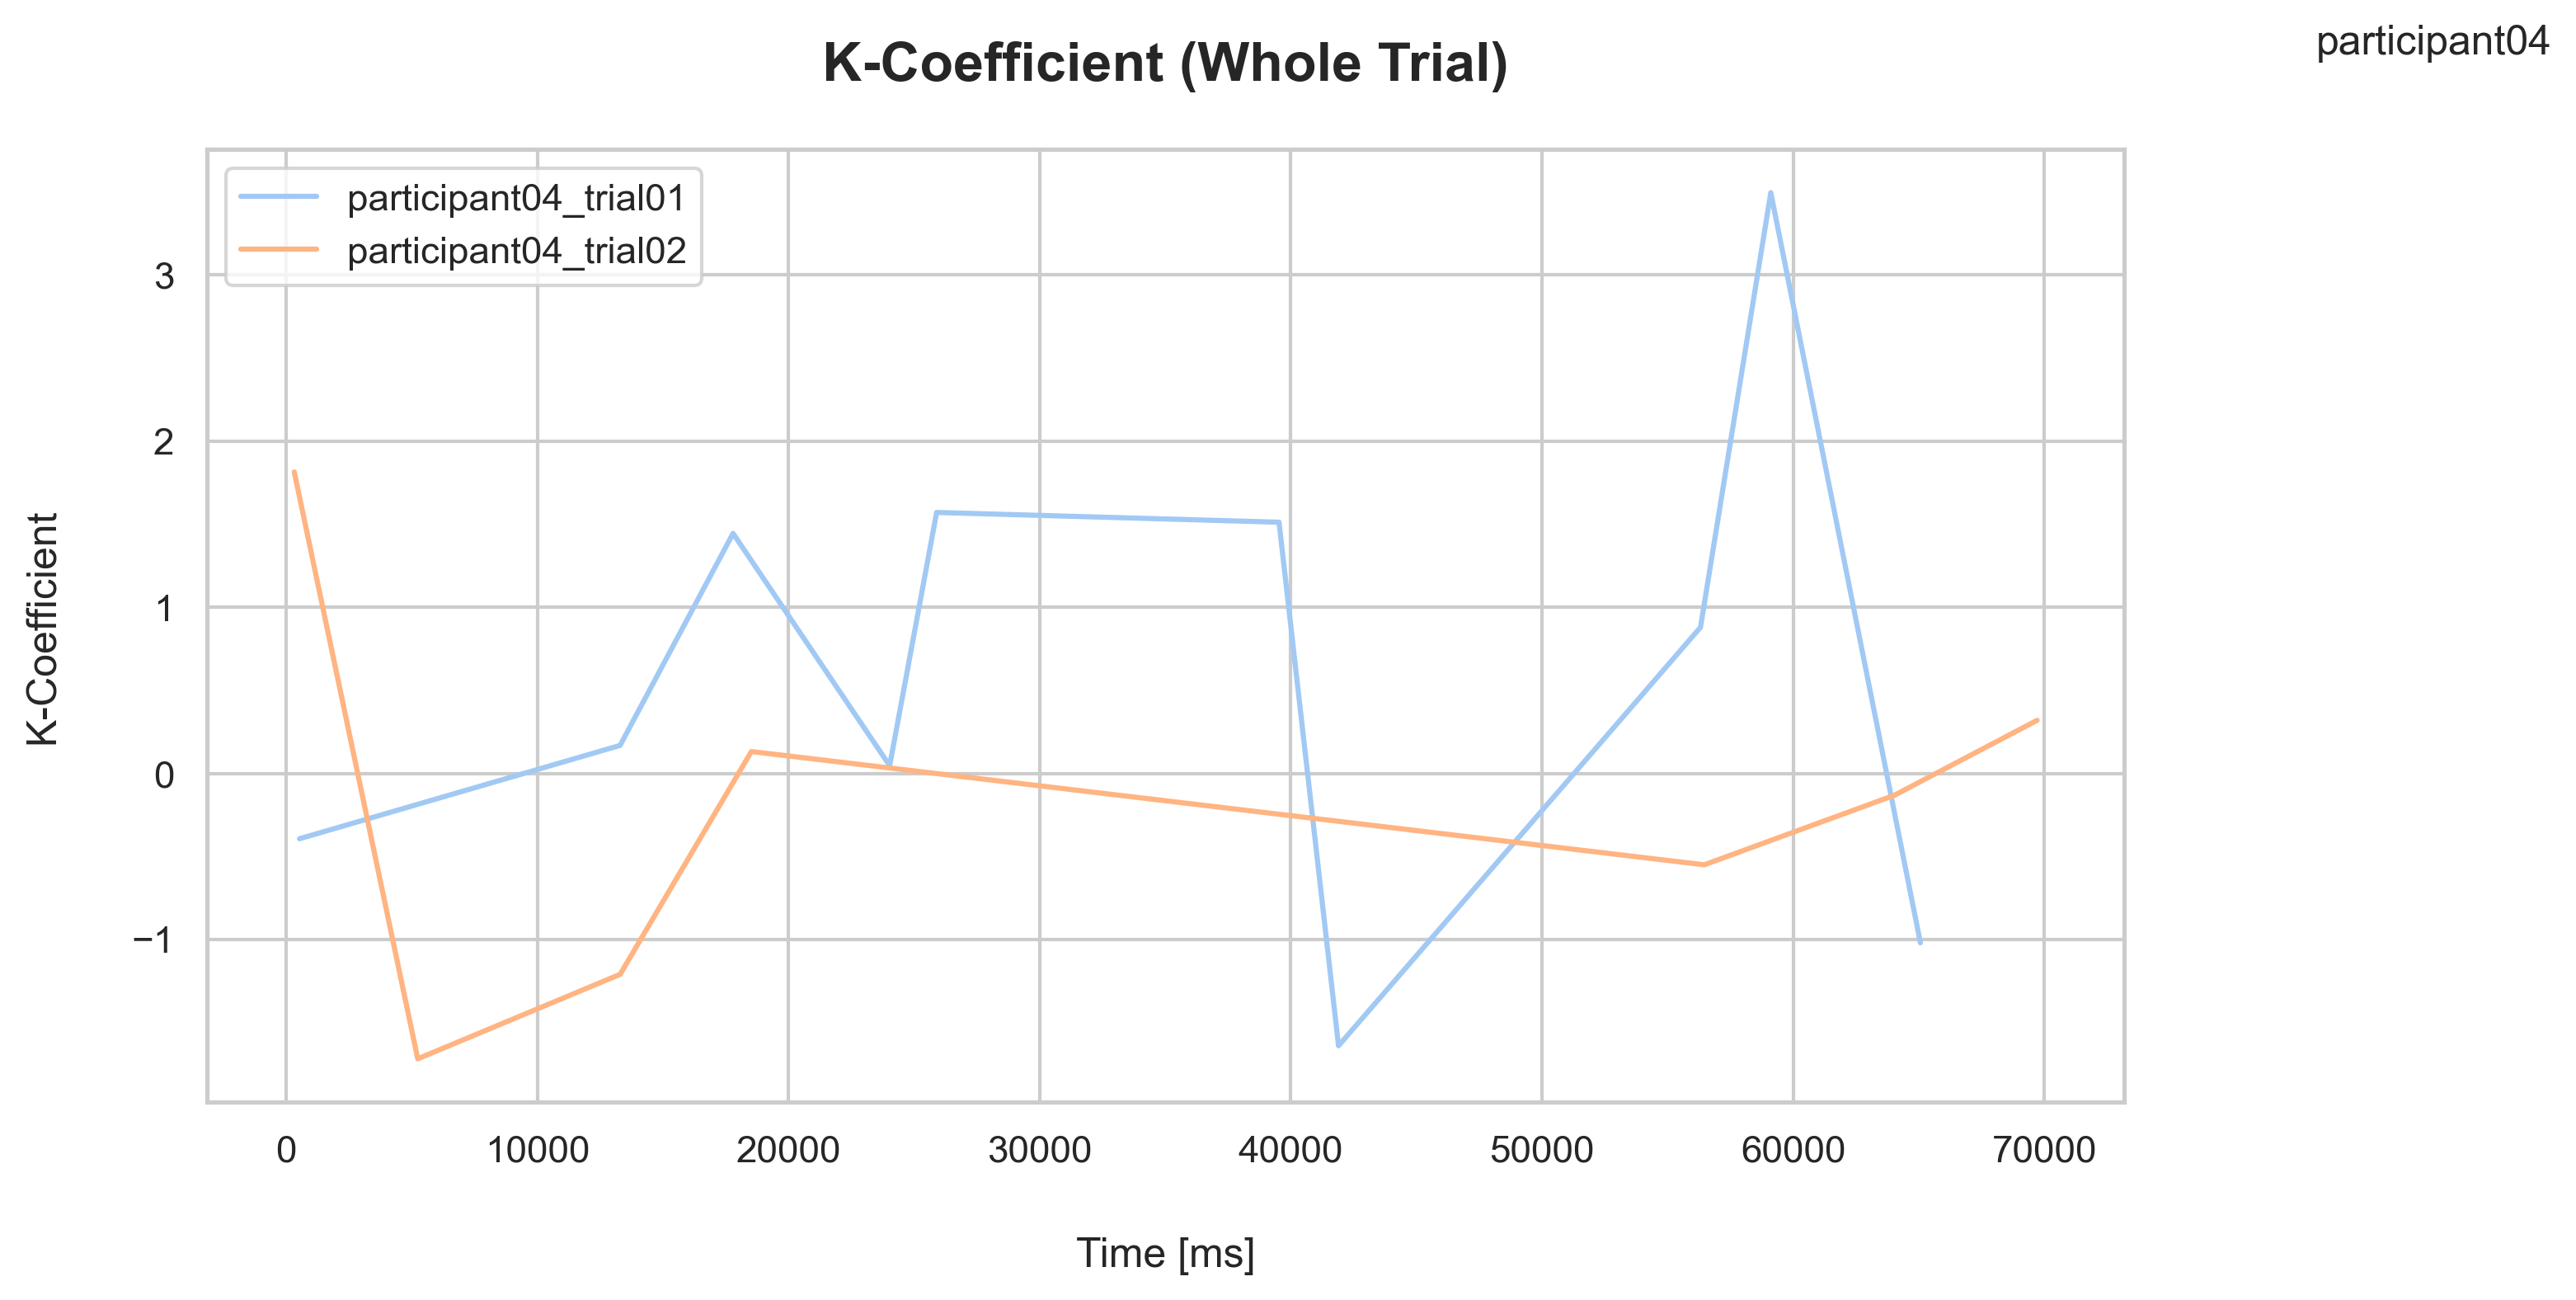 participant04
K-Coefficient (Whole Trial)
participant04_trial01
participant04_trial02
K-Coefficient
3
2
1
0
−1
0 10000 20000 30000 40000 50000 60000 70000
Time [ms]